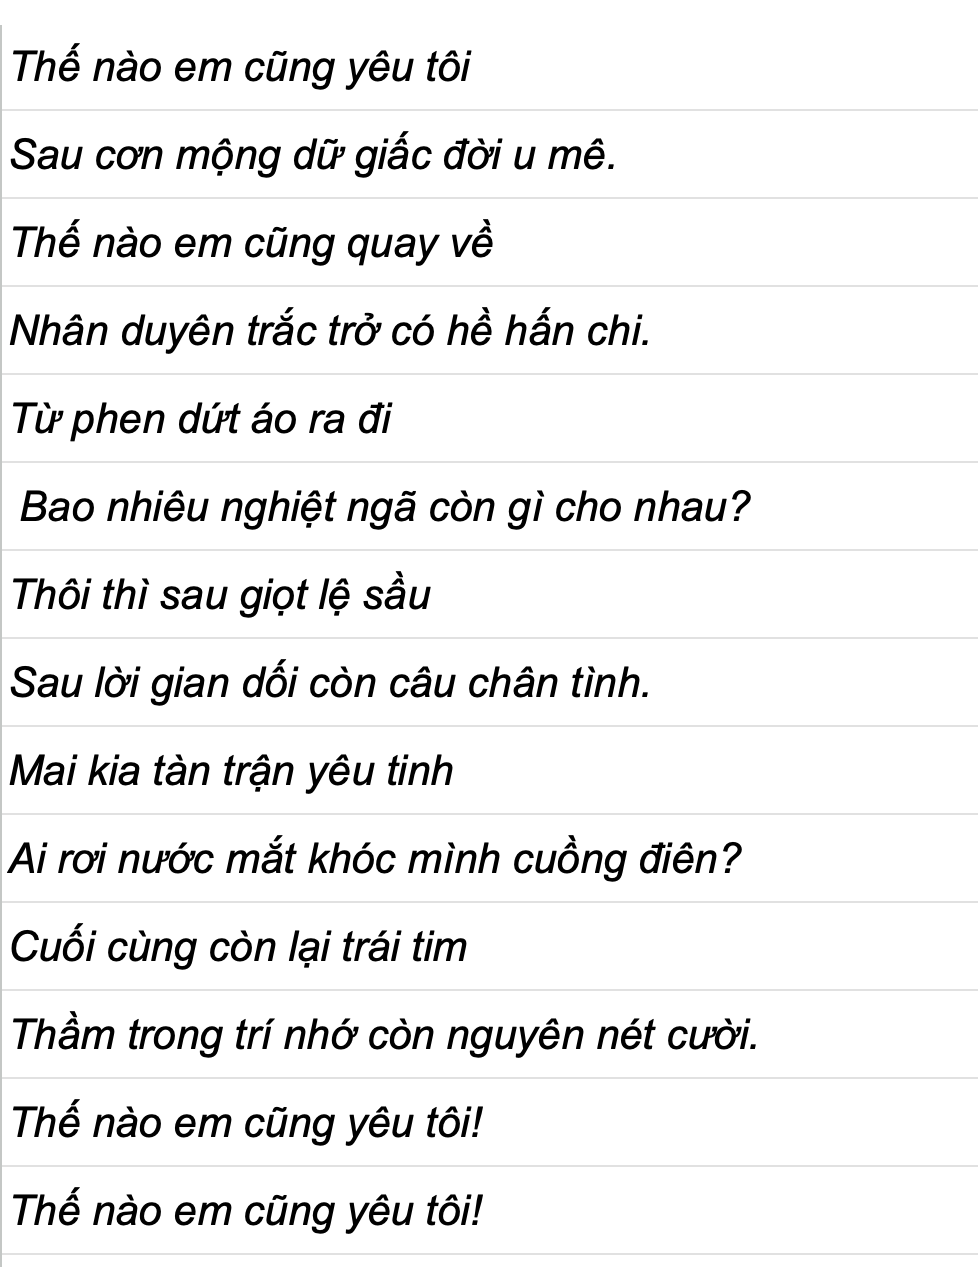 Thế nào em cũng yêu tôi
Sau cơn mộng dữ giấc đời u mê.
Thế nào em cũng quay về
Nhân duyên trắc trở có hề hấn chi.
Từ phen dứt áo ra đi
Bao nhiêu nghiệt ngã còn gì cho nhau?
Thôi thì sau giọt lệ sầu
Sau lời gian dối còn câu chân tình.
Mai kia tàn trận yêu tinh
Ai rơi nước mắt khóc mình cuồng điên?
Cuối cùng còn lại trái tim
Thầm trong trí nhớ còn nguyên nét cười.
Thế nào em cũng yêu tôi!
Thế nào em cũng yêu tôi!